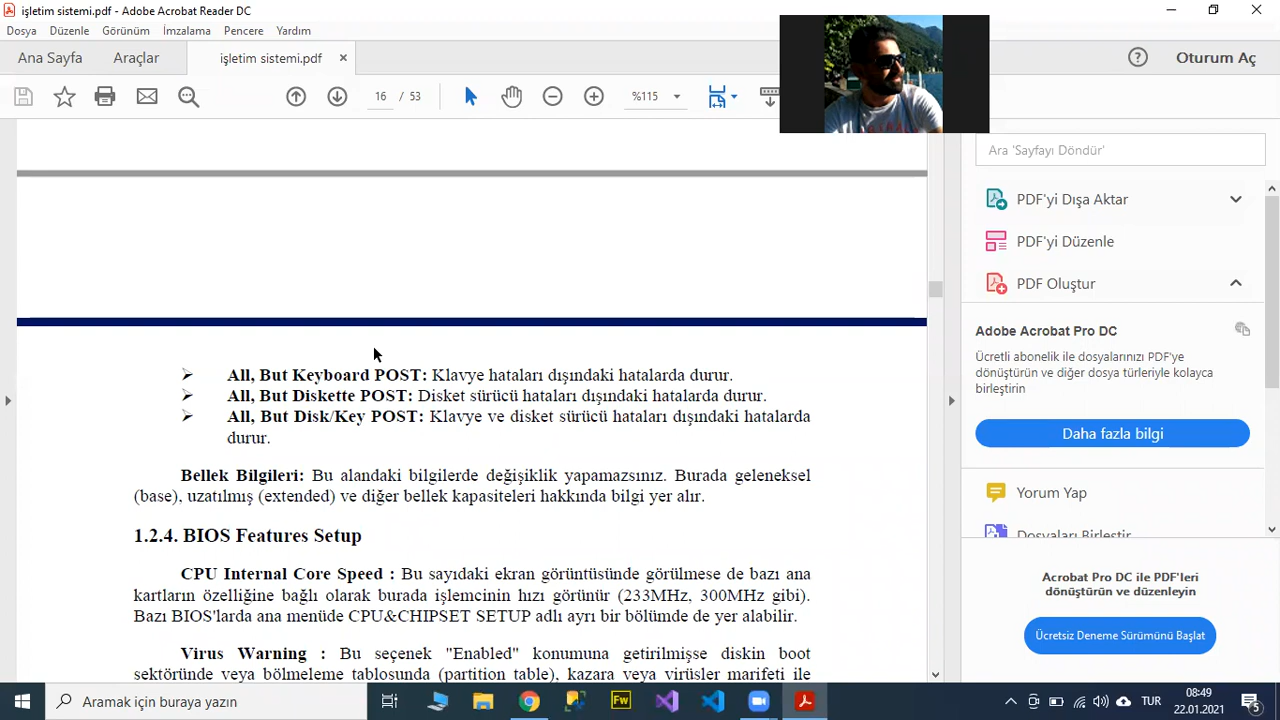 işletim sistemi.pdf - Adobe Acrobat Reader DC
Dosya Düzenle Görünüm İmzalama Pencere Yardım
Ana Sayfa Araçlar işletim sistemi.pdf × Oturum Aç
16 / 53 %115
Ara 'Sayfayı Döndür'
PDF'yi Dışa Aktar
PDF'yi Düzenle
PDF Oluştur
Adobe Acrobat Pro DC
Ücretli abonelik ile dosyalarınızı PDF'ye
dönüştürün ve diğer dosya türleriyle kolayca
birleştirin
Daha fazla bilgi
Yorum Yap
Dosyaları Birleştir
Acrobat Pro DC ile PDF'leri
dönüştürün ve düzenleyin
Ücretsiz Deneme Sürümünü Başlat
➢ All, But Keyboard POST: Klavye hataları dışındaki hatalarda durur.
➢ All, But Diskette POST: Disket sürücü hataları dışındaki hatalarda durur.
➢ All, But Disk/Key POST: Klavye ve disket sürücü hataları dışındaki hatalarda
durur.
Bellek Bilgileri: Bu alandaki bilgilerde değişiklik yapamazsınız. Burada geleneksel
(base), uzatılmış (extended) ve diğer bellek kapasiteleri hakkında bilgi yer alır.
1.2.4. BIOS Features Setup
CPU Internal Core Speed : Bu sayıdaki ekran görüntüsünde görülmese de bazı ana
kartların özelliğine bağlı olarak burada işlemcinin hızı görünür (233MHz, 300MHz gibi).
Bazı BIOS'larda ana menüde CPU&CHIPSET SETUP adlı ayrı bir bölümde de yer alabilir.
Virus Warning : Bu seçenek "Enabled" konumuna getirilmişse diskin boot
sektöründe veya bölmeleme tablosunda (partition table), kazara veya virüsler marifeti ile
Aramak için buraya yazın
Fw
TUR
08:49
22.01.2021
5